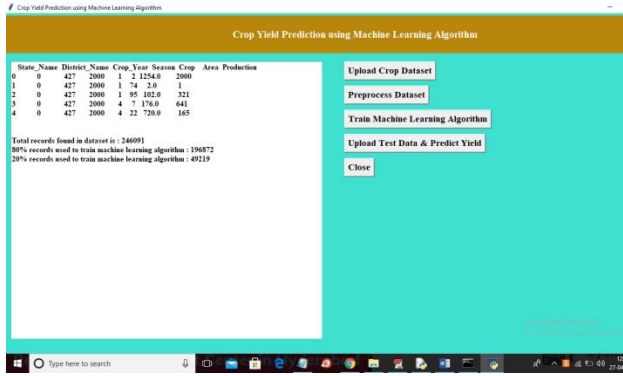 Crop Yield Prediction using Machine Learning Algorithm
Crop Yield Prediction using Machine Learning Algorithm
State_Name District_Name Crop_Year Season Crop Area Production
0 0 427 2000 1 2 1254.0 2000
1 0 427 2000 1 74 2.0 1
2 0 427 2000 1 95 102.0 321
3 0 427 2000 4 7 176.0 641
4 0 427 2000 4 22 720.0 165
Total records found in dataset is : 246091
80% records used to train machine learning algorithm : 196872
20% records used to train machine learning algorithm : 49219
Upload Crop Dataset
Preprocess Dataset
Train Machine Learning Algorithm
Upload Test Data & Predict Yield
Close
Type here to search